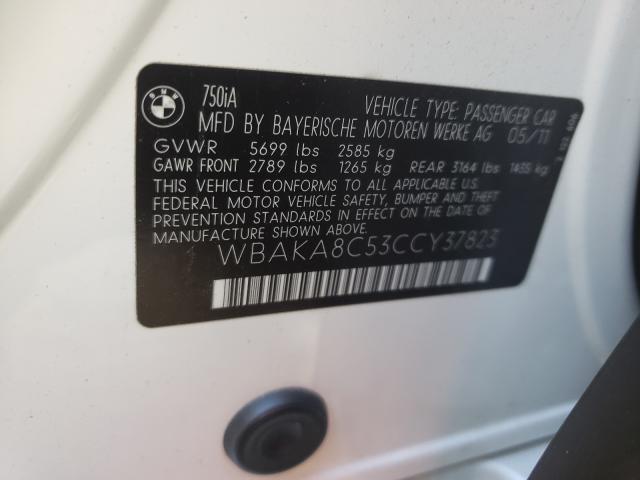 BMW
750iA
VEHICLE TYPE: PASSENGER CAR
MFD BY BAYERISCHE MOTOREN WERKE AG 05/11
GVWR 5699 lbs 2585 kg
GAWR FRONT 2789 lbs 1265 kg REAR 3164 lbs 1435 kg
THIS VEHICLE CONFORMS TO ALL APPLICABLE U.S.
FEDERAL MOTOR VEHICLE SAFETY, BUMPER AND THEFT
PREVENTION STANDARDS IN EFFECT ON THE DATE OF
MANUFACTURE SHOWN ABOVE.
WBAKA8C53CCY37823